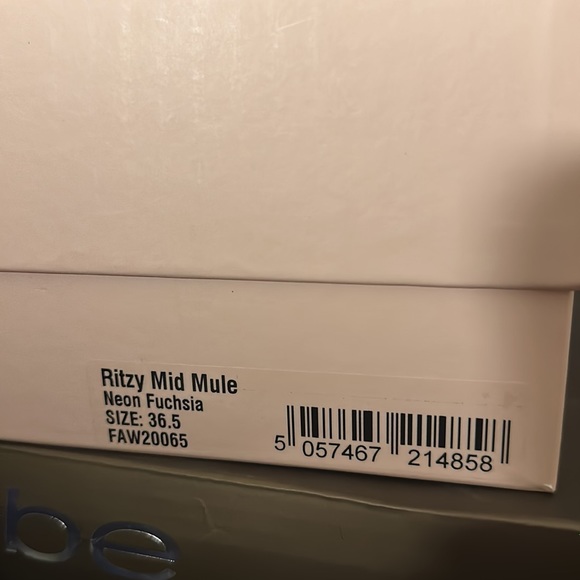 Ritzy Mid Mule
Neon Fuchsia
SIZE: 36.5
FAW20065
5 057467 214858
be